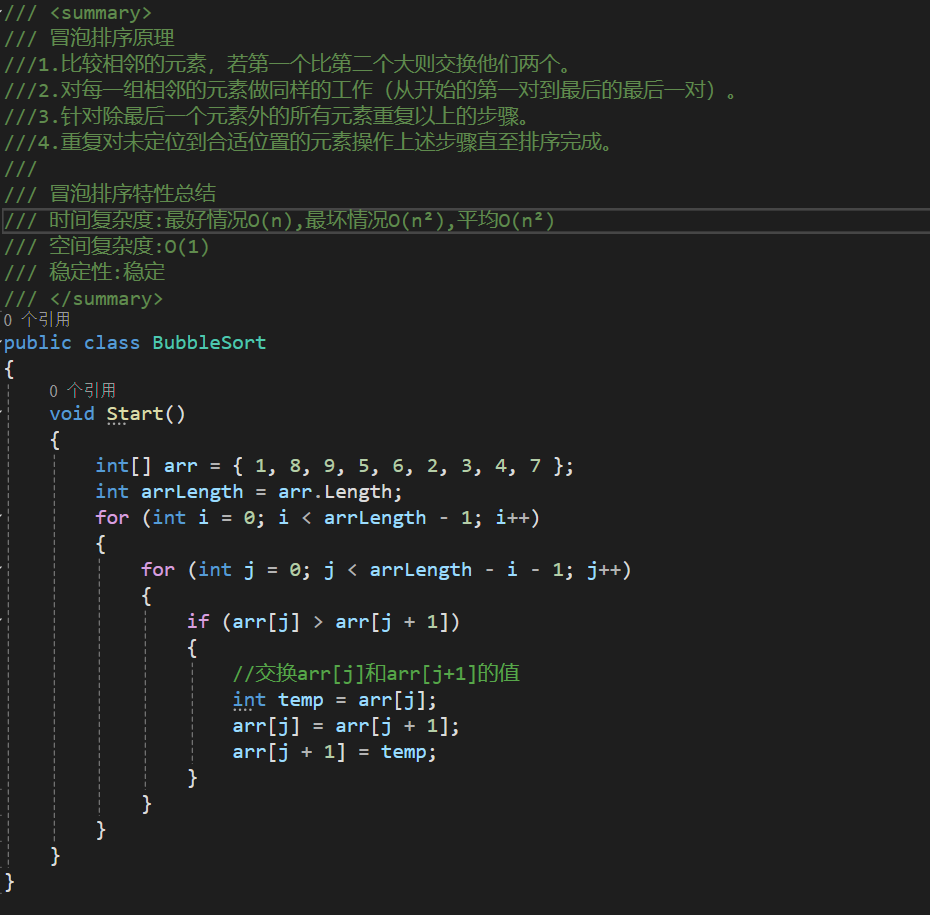 /// <summary>
/// 冒泡排序原理
///1.比较相邻的元素，若第一个比第二个大则交换他们两个。
///2.对每一组相邻的元素做同样的工作（从开始的第一对到最后的最后一对）。
///3.针对除最后一个元素外的所有元素重复以上的步骤。
///4.重复对未定位到合适位置的元素操作上述步骤直至排序完成。
///
/// 冒泡排序特性总结
/// 时间复杂度:最好情况O(n),最坏情况O(n²),平均O(n²)
/// 空间复杂度:O(1)
/// 稳定性:稳定
/// </summary>
0 个引用
public class BubbleSort
{
    0 个引用
    void Start()
    {
        int[] arr = { 1, 8, 9, 5, 6, 2, 3, 4, 7 };
        int arrLength = arr.Length;
        for (int i = 0; i < arrLength - 1; i++)
        {
            for (int j = 0; j < arrLength - i - 1; j++)
            {
                if (arr[j] > arr[j + 1])
                {
                    //交换arr[j]和arr[j+1]的值
                    int temp = arr[j];
                    arr[j] = arr[j + 1];
                    arr[j + 1] = temp;
                }
            }
        }
    }
}